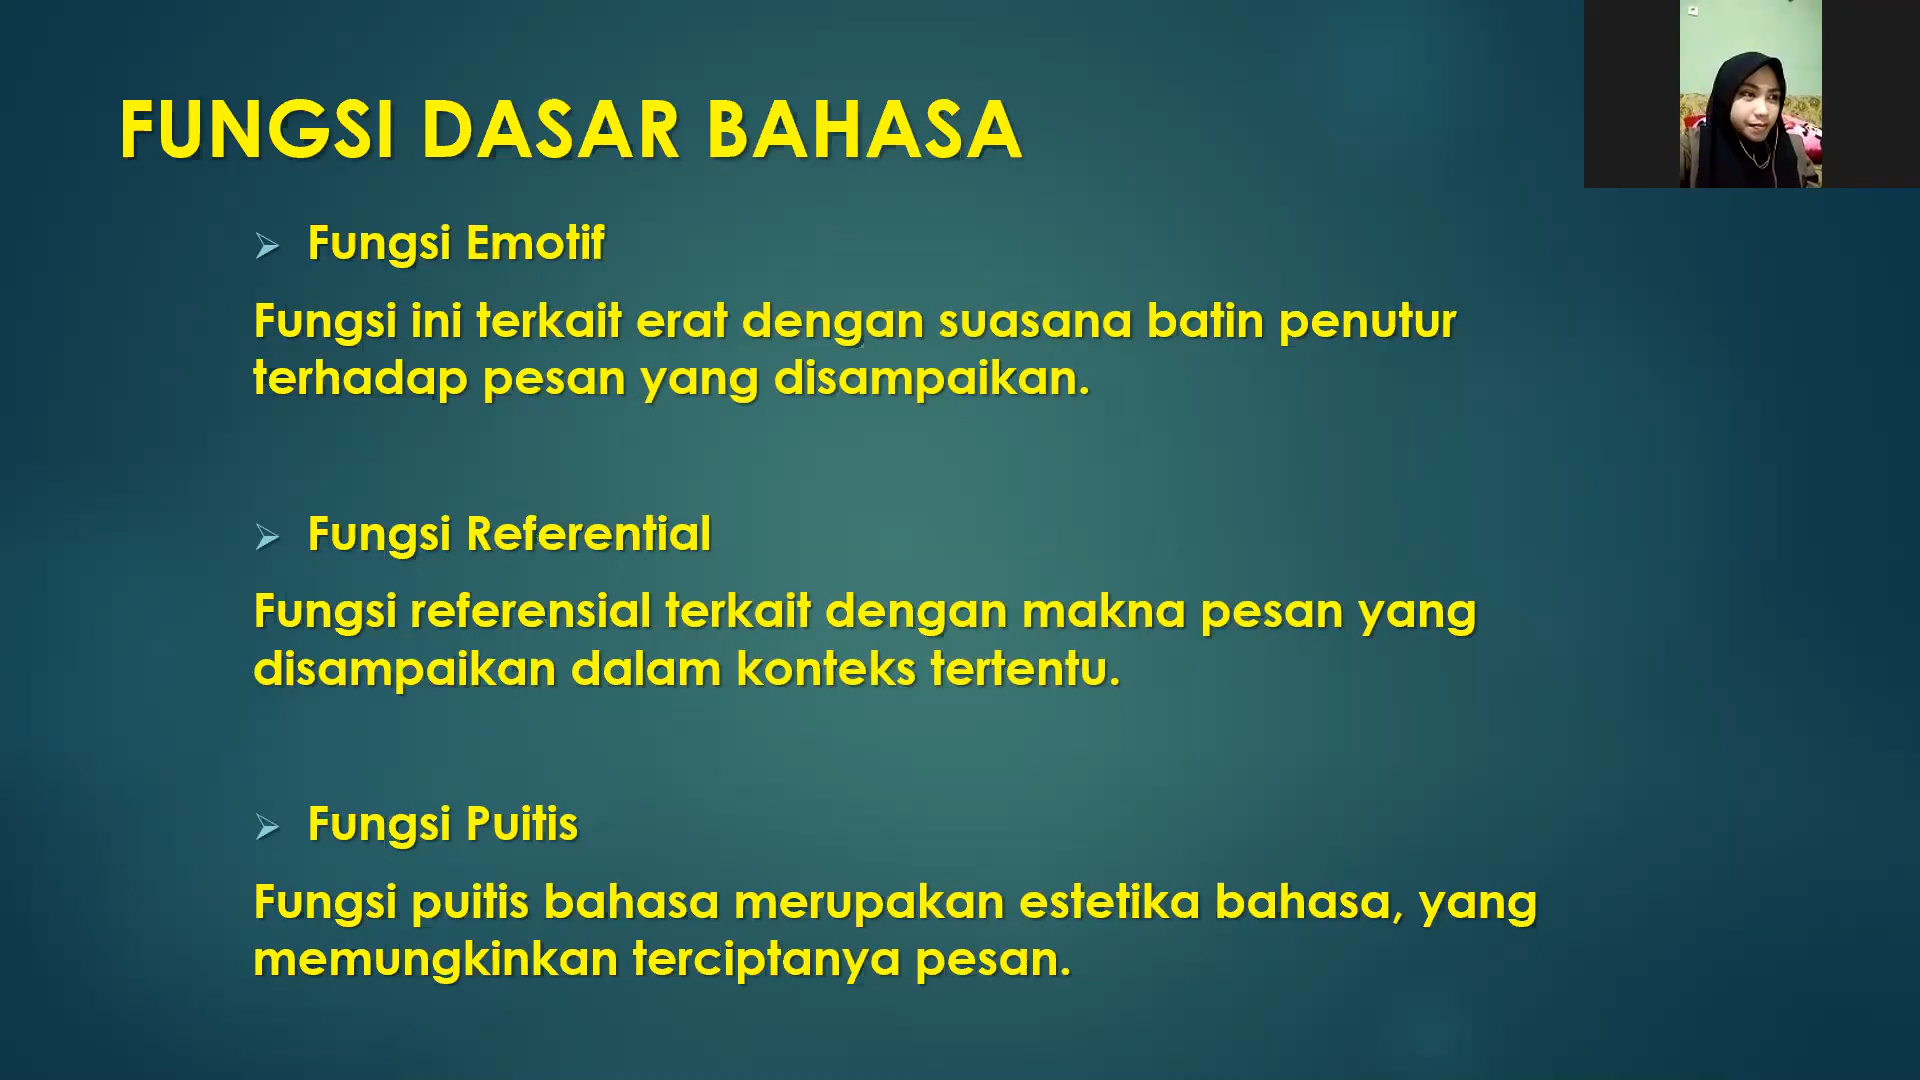 FUNGSI DASAR BAHASA
Fungsi Emotif
Fungsi ini terkait erat dengan suasana batin penutur
terhadap pesan yang disampaikan.
Fungsi Referential
Fungsi referensial terkait dengan makna pesan yang
disampaikan dalam konteks tertentu.
Fungsi Puitis
Fungsi puitis bahasa merupakan estetika bahasa, yang
memungkinkan terciptanya pesan.